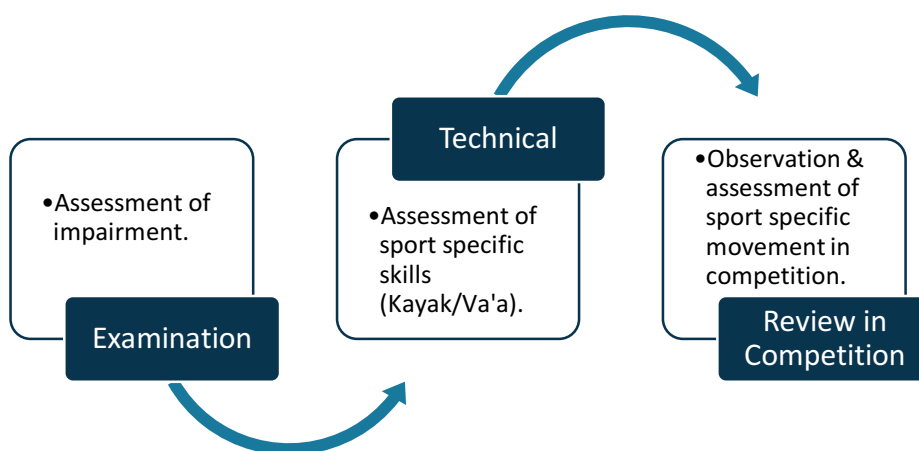 •Assessment of
impairment.
Examination
Technical
•Assessment of
sport specific
skills
(Kayak/Va'a).
•Observation &
assessment of
sport specific
movement in
competition.
Review in
Competition